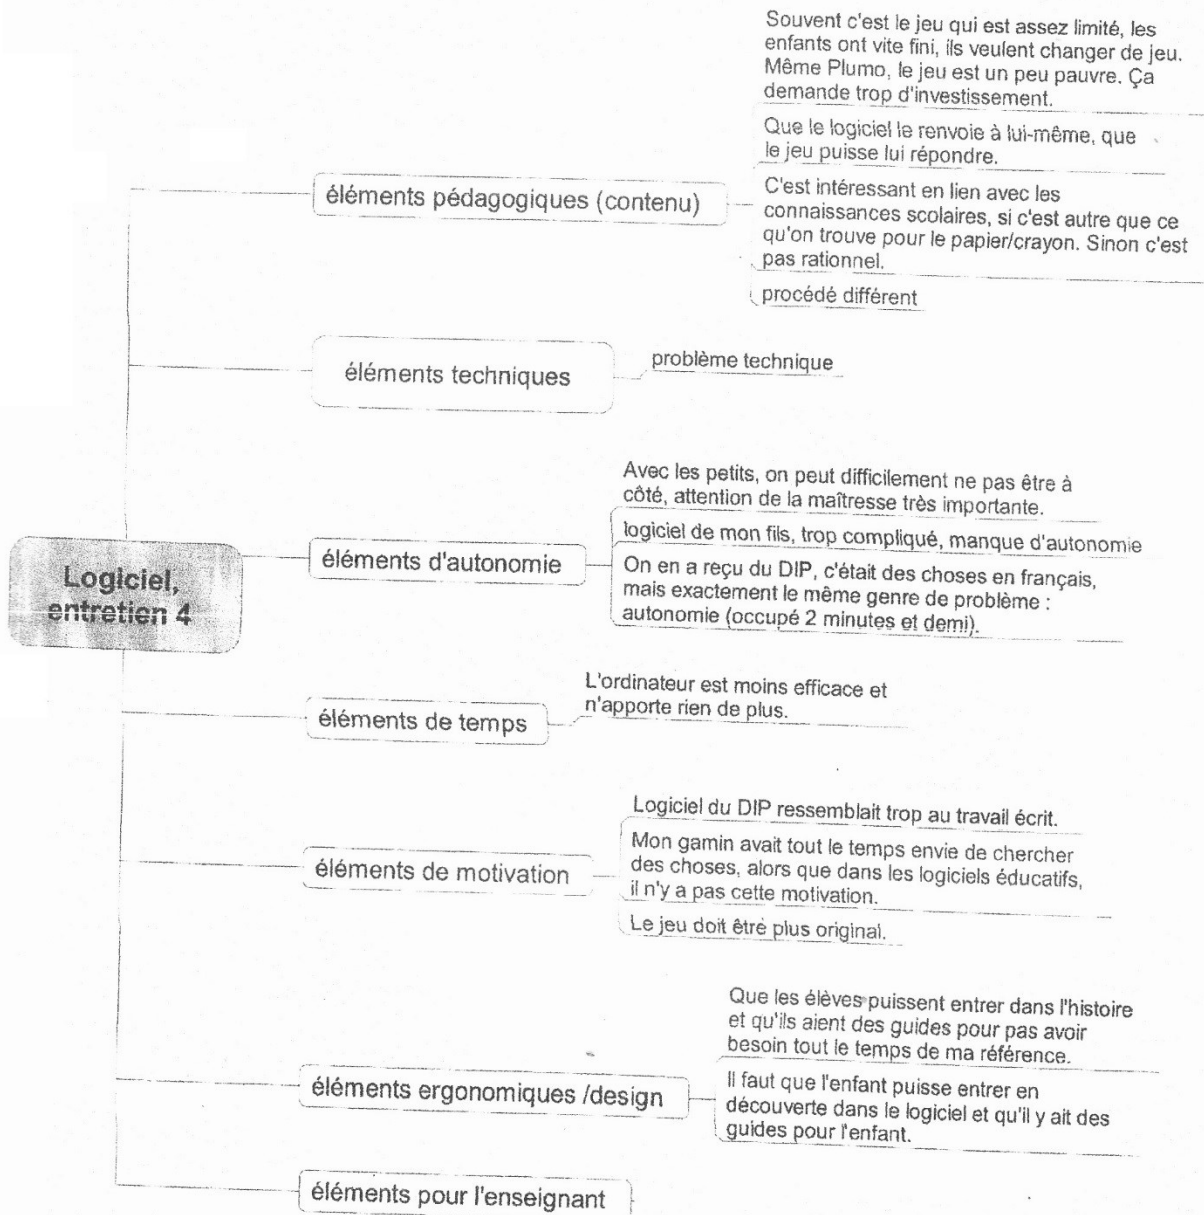 Souvent c'est le jeu qui est assez limité, les
enfants ont vite fini, ils veulent changer de jeu.
Même Plumo, le jeu est un peu pauvre. Ça
demande trop d'investissement.
Que le logiciel le renvoie à lui-même, que
le jeu puisse lui répondre.
éléments pédagogiques (contenu)
C'est intéressant en lien avec les
connaissances scolaires, si c'est autre que ce
qu'on trouve pour le papier/crayon. Sinon c'est
pas rationnel.
procédé différent
éléments techniques
problème technique
Avec les petits, on peut difficilement ne pas être à
côté, attention de la maîtresse très importante.
logiciel de mon fils, trop compliqué, manque d'autonomie
éléments d'autonomie
On en a reçu du DIP, c'était des choses en français,
mais exactement le même genre de problème :
autonomie (occupé 2 minutes et demi).
Logiciel,
entretien 4
L'ordinateur est moins efficace et
n'apporte rien de plus.
éléments de temps
Logiciel du DIP ressemblait trop au travail écrit.
Mon gamin avait tout le temps envie de chercher
des choses, alors que dans les logiciels éducatifs,
il n'y a pas cette motivation.
éléments de motivation
Le jeu doit être plus original.
Que les élèves puissent entrer dans l'histoire
et qu'ils aient des guides pour pas avoir
besoin tout le temps de ma référence.
éléments ergonomiques /design
Il faut que l'enfant puisse entrer en
découverte dans le logiciel et qu'il y ait des
guides pour l'enfant.
éléments pour l'enseignant